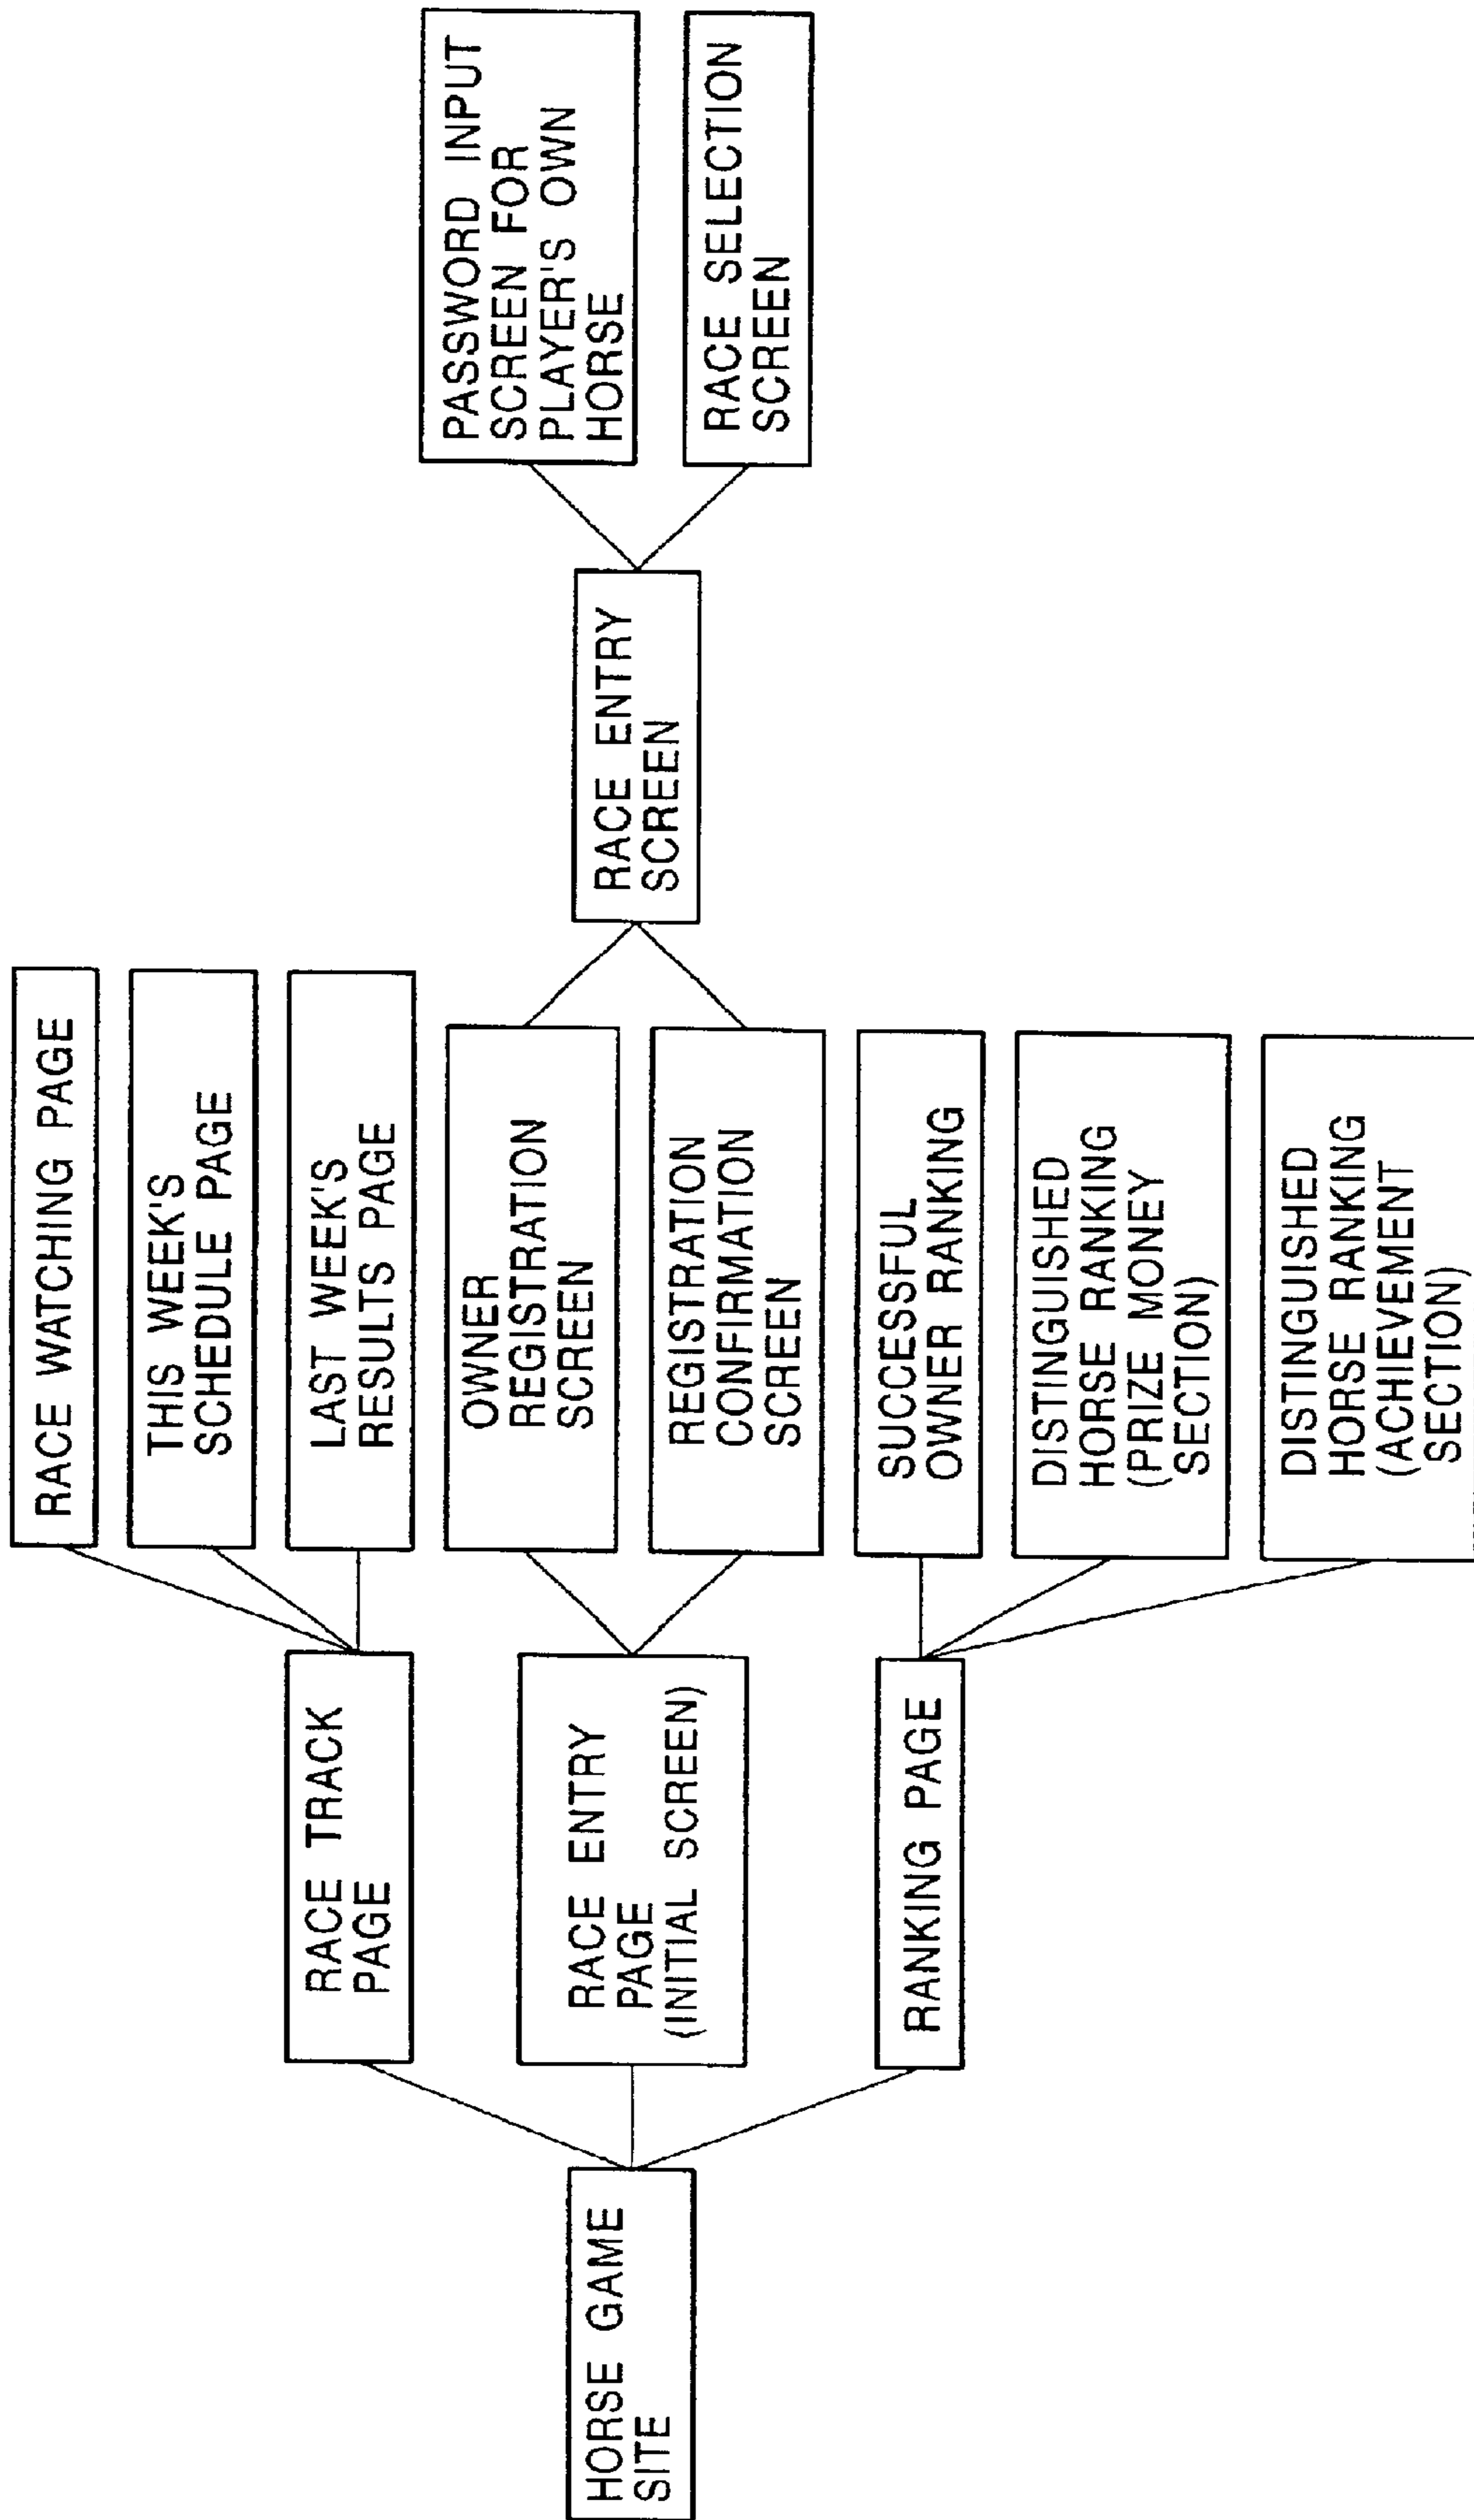 HORSE GAME
SITE
RACE TRACK
PAGE
RACE ENTRY
PAGE
(INITIAL SCREEN)
RANKING PAGE
RACE WATCHING PAGE
THIS WEEK'S
SCHEDULE PAGE
LAST WEEK'S
RESULTS PAGE
OWNER
REGISTRATION
SCREEN
REGISTRATION
CONFIRMATION
SCREEN
SUCCESSFUL
OWNER RANKING
DISTINGUISHED
HORSE RANKING
(PRIZE MONEY
SECTION)
DISTINGUISHED
HORSE RANKING
(ACHIEVEMENT
SECTION)
RACE ENTRY
SCREEN
PASSWORD INPUT
SCREEN FOR
PLAYER'S OWN
HORSE
RACE SELECTION
SCREEN